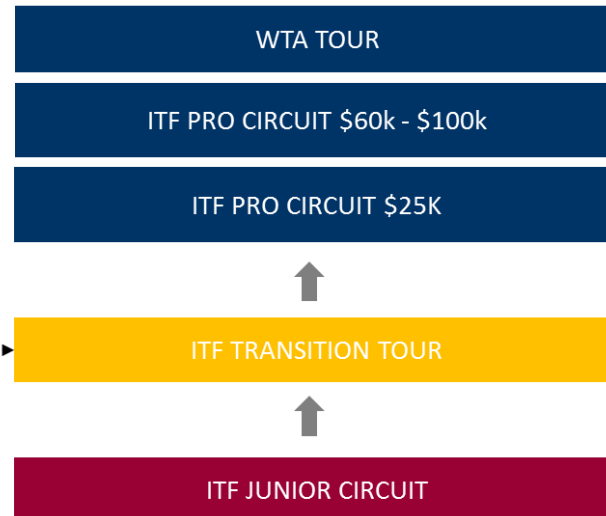 WTA TOUR
ITF PRO CIRCUIT $60k - $100k
ITF PRO CIRCUIT $25K
ITF TRANSITION TOUR
ITF JUNIOR CIRCUIT